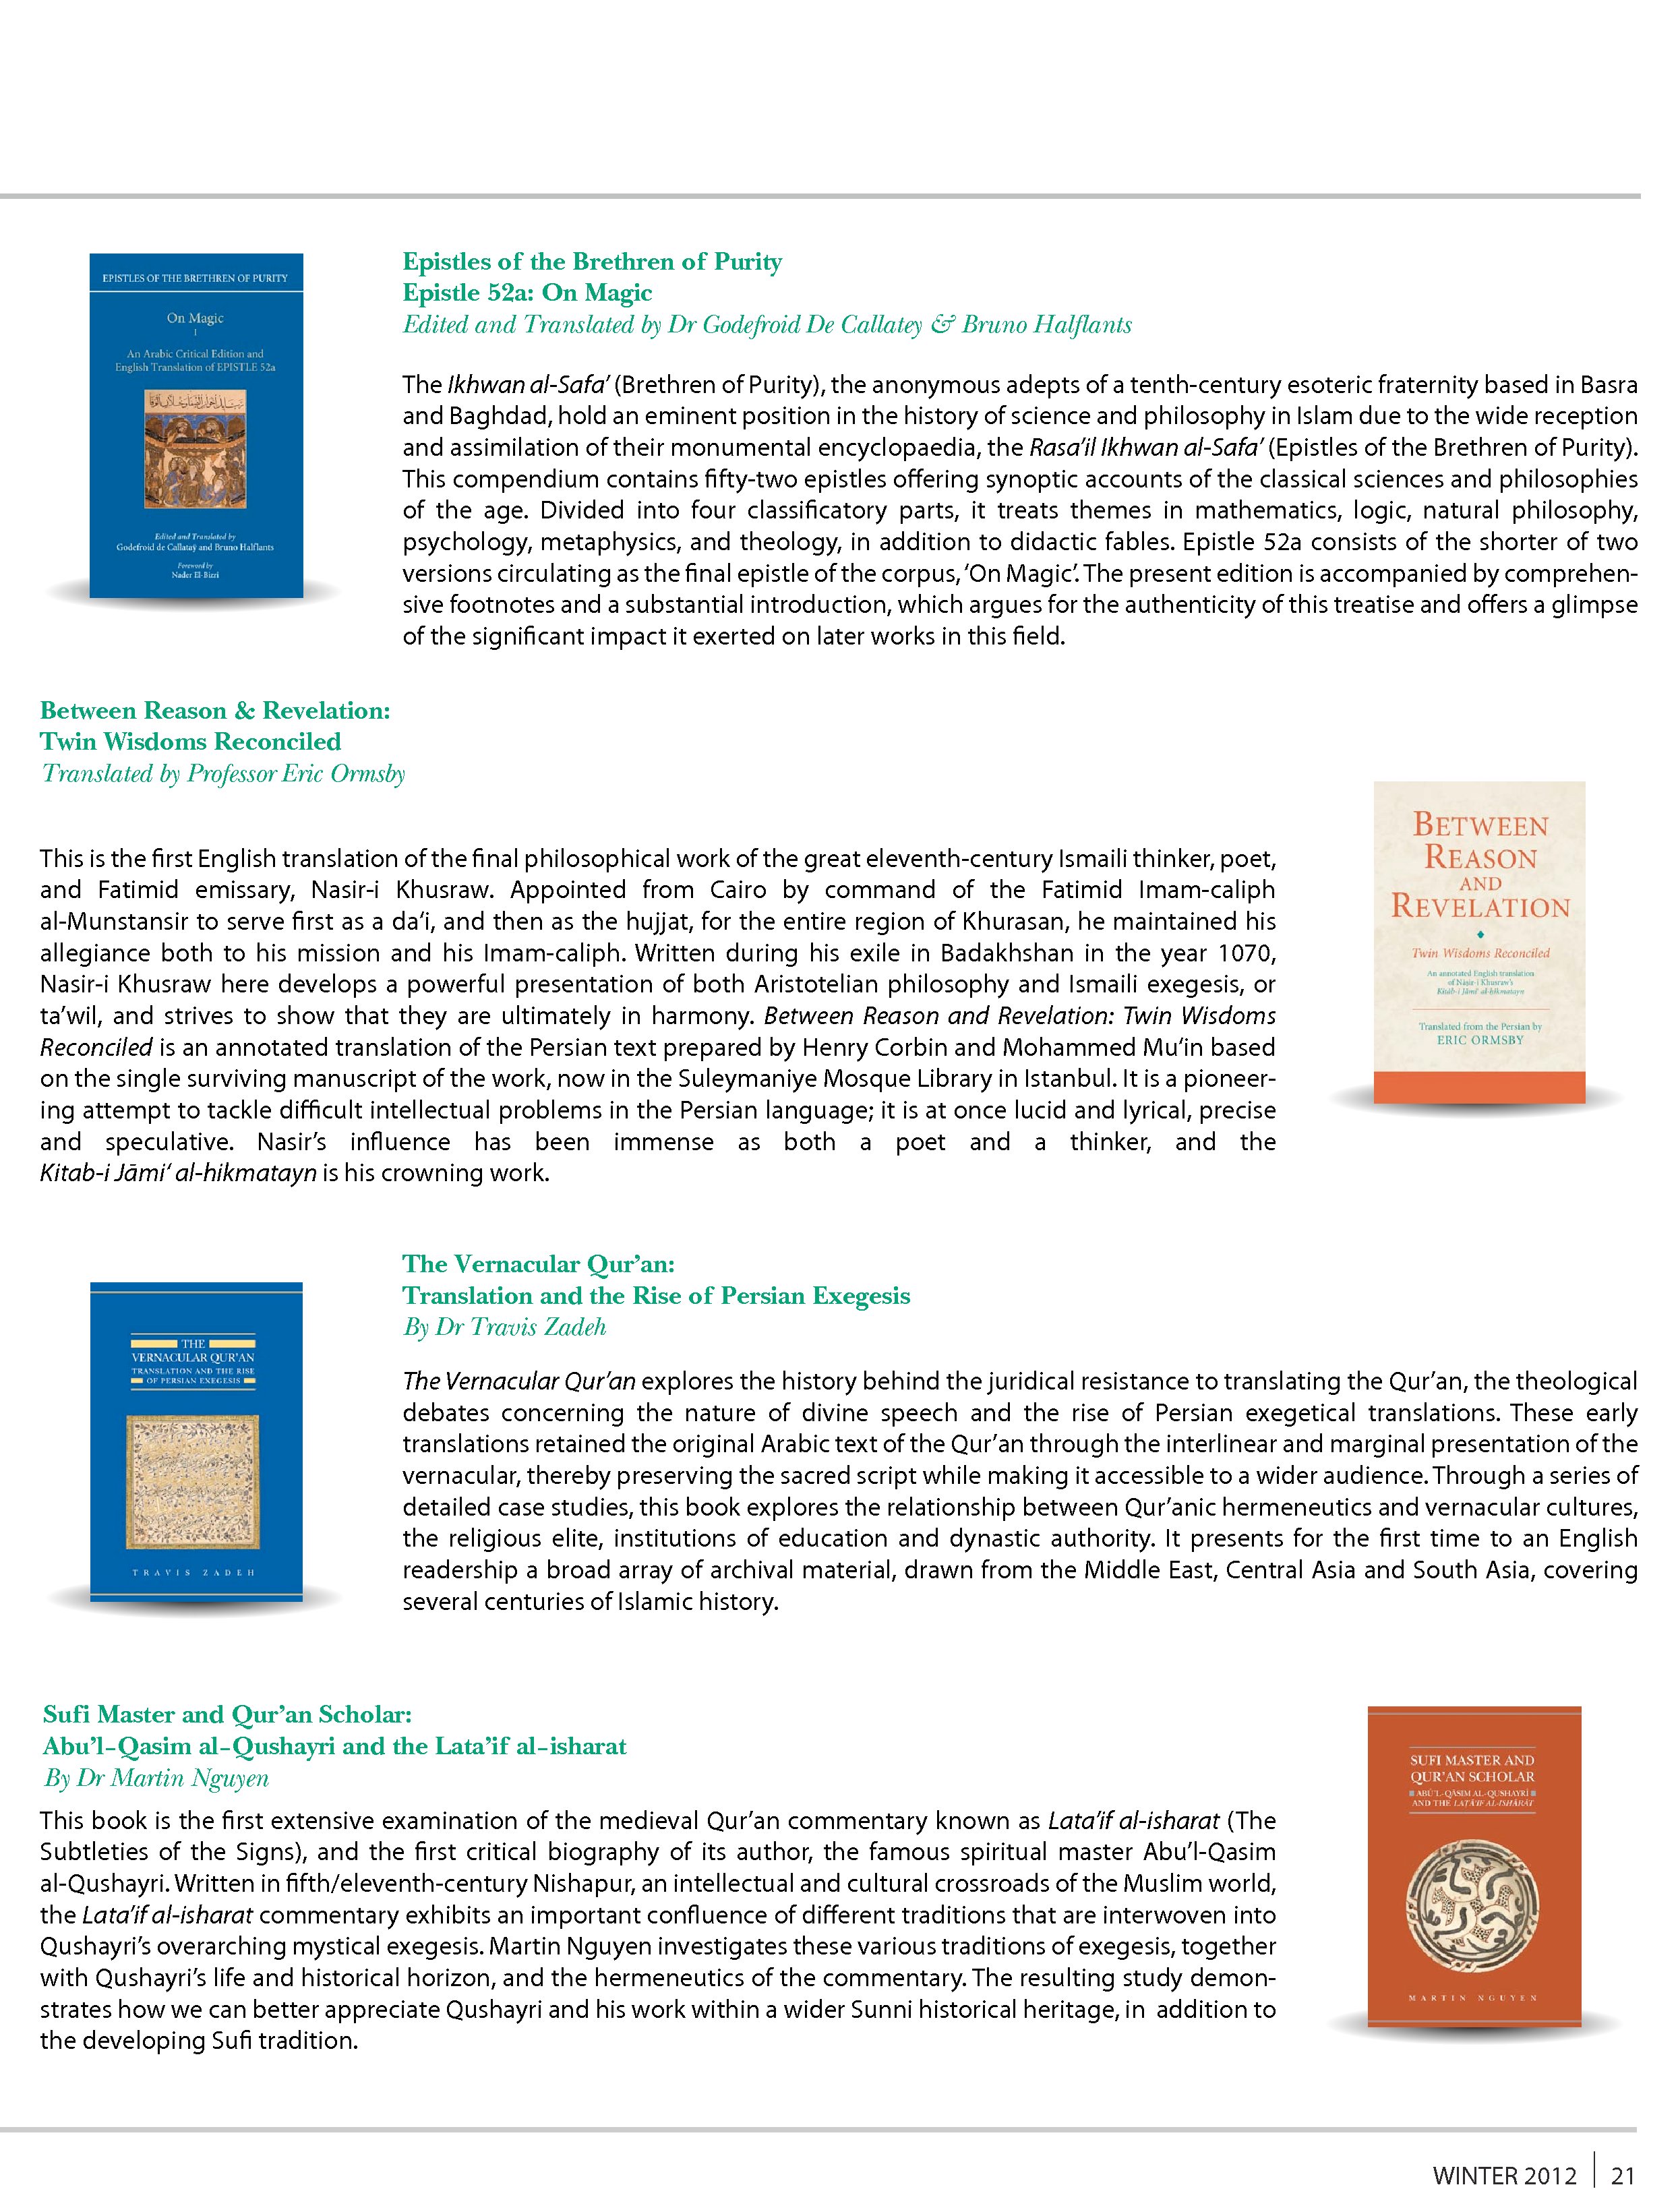 EPISTLES OF THE BRETHREN OF PURITY
On Magic
I
An Arabic Critical Edition and
English Translation of EPISTLE 52a
Edited and Translated by
Godefroid de Callataÿ and Bruno Halflants
Foreword by
Nader El-Bizri
Epistles of the Brethren of Purity
Epistle 52a: On Magic
Edited and Translated by Dr Godefroid De Callatey & Bruno Halflants
The Ikhwan al-Safa’ (Brethren of Purity), the anonymous adepts of a tenth-century esoteric fraternity based in Basra
and Baghdad, hold an eminent position in the history of science and philosophy in Islam due to the wide reception
and assimilation of their monumental encyclopaedia, the Rasa’il Ikhwan al-Safa’ (Epistles of the Brethren of Purity).
This compendium contains fifty-two epistles offering synoptic accounts of the classical sciences and philosophies
of the age. Divided into four classificatory parts, it treats themes in mathematics, logic, natural philosophy,
psychology, metaphysics, and theology, in addition to didactic fables. Epistle 52a consists of the shorter of two
versions circulating as the final epistle of the corpus, ‘On Magic’. The present edition is accompanied by comprehen-
sive footnotes and a substantial introduction, which argues for the authenticity of this treatise and offers a glimpse
of the significant impact it exerted on later works in this field.
Between Reason & Revelation:
Twin Wisdoms Reconciled
Translated by Professor Eric Ormsby
This is the first English translation of the final philosophical work of the great eleventh-century Ismaili thinker, poet,
and Fatimid emissary, Nasir-i Khusraw. Appointed from Cairo by command of the Fatimid Imam-caliph
al-Munstansir to serve first as a da‘i, and then as the hujjat, for the entire region of Khurasan, he maintained his
allegiance both to his mission and his Imam-caliph. Written during his exile in Badakhshan in the year 1070,
Nasir-i Khusraw here develops a powerful presentation of both Aristotelian philosophy and Ismaili exegesis, or
ta’wil, and strives to show that they are ultimately in harmony. Between Reason and Revelation: Twin Wisdoms
Reconciled is an annotated translation of the Persian text prepared by Henry Corbin and Mohammed Mu‘in based
on the single surviving manuscript of the work, now in the Suleymaniye Mosque Library in Istanbul. It is a pioneer-
ing attempt to tackle difficult intellectual problems in the Persian language; it is at once lucid and lyrical, precise
and speculative. Nasir’s influence has been immense as both a poet and a thinker, and the
Kitab-i Jāmi‘ al-hikmatayn is his crowning work.
BETWEEN
REASON
AND
REVELATION
Twin Wisdoms Reconciled
An annotated English translation
of Nāṣir-i Khusraw’s
Kitāb-i Jāmi‘ al-ḥikmatayn
Translated from the Persian by
ERIC ORMSBY
THE
VERNACULAR QUR’AN
TRANSLATION AND THE RISE
OF PERSIAN EXEGESIS
TRAVIS ZADEH
The Vernacular Qur’an:
Translation and the Rise of Persian Exegesis
By Dr Travis Zadeh
The Vernacular Qur’an explores the history behind the juridical resistance to translating the Qur’an, the theological
debates concerning the nature of divine speech and the rise of Persian exegetical translations. These early
translations retained the original Arabic text of the Qur’an through the interlinear and marginal presentation of the
vernacular, thereby preserving the sacred script while making it accessible to a wider audience. Through a series of
detailed case studies, this book explores the relationship between Qur’anic hermeneutics and vernacular cultures,
the religious elite, institutions of education and dynastic authority. It presents for the first time to an English
readership a broad array of archival material, drawn from the Middle East, Central Asia and South Asia, covering
several centuries of Islamic history.
Sufi Master and Qur’an Scholar:
Abu’l-Qasim al-Qushayri and the Lata’if al-isharat
By Dr Martin Nguyen
This book is the first extensive examination of the medieval Qur’an commentary known as Lata’if al-isharat (The
Subtleties of the Signs), and the first critical biography of its author, the famous spiritual master Abu’l-Qasim
al-Qushayri. Written in fifth/eleventh-century Nishapur, an intellectual and cultural crossroads of the Muslim world,
the Lata’if al-isharat commentary exhibits an important confluence of different traditions that are interwoven into
Qushayri’s overarching mystical exegesis. Martin Nguyen investigates these various traditions of exegesis, together
with Qushayri’s life and historical horizon, and the hermeneutics of the commentary. The resulting study demon-
strates how we can better appreciate Qushayri and his work within a wider Sunni historical heritage, in addition to
the developing Sufi tradition.
SUFI MASTER AND
QUR’AN SCHOLAR
ABŪ’L-QĀSIM AL-QUSHAYRĪ
AND THE LAṬĀ’IF AL-ISHĀRĀT
MARTIN NGUYEN
WINTER 2012 21